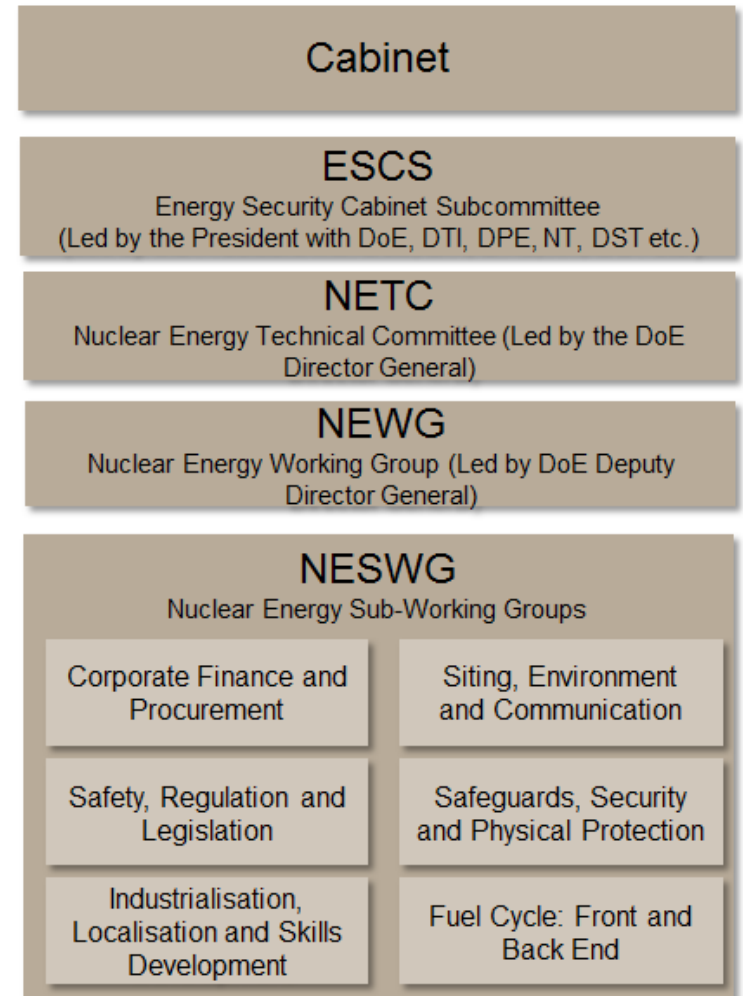 Cabinet
ESCS
Energy Security Cabinet Subcommittee
(Led by the President with DoE, DTI, DPE, NT, DST etc.)
NETC
Nuclear Energy Technical Committee (Led by the DoE
Director General)
NEWG
Nuclear Energy Working Group (Led by DoE Deputy
Director General)
NESWG
Nuclear Energy Sub-Working Groups
Corporate Finance and
Procurement
Siting, Environment
and Communication
Safety, Regulation and
Legislation
Safeguards, Security
and Physical Protection
Industrialisation,
Localisation and Skills
Development
Fuel Cycle: Front and
Back End